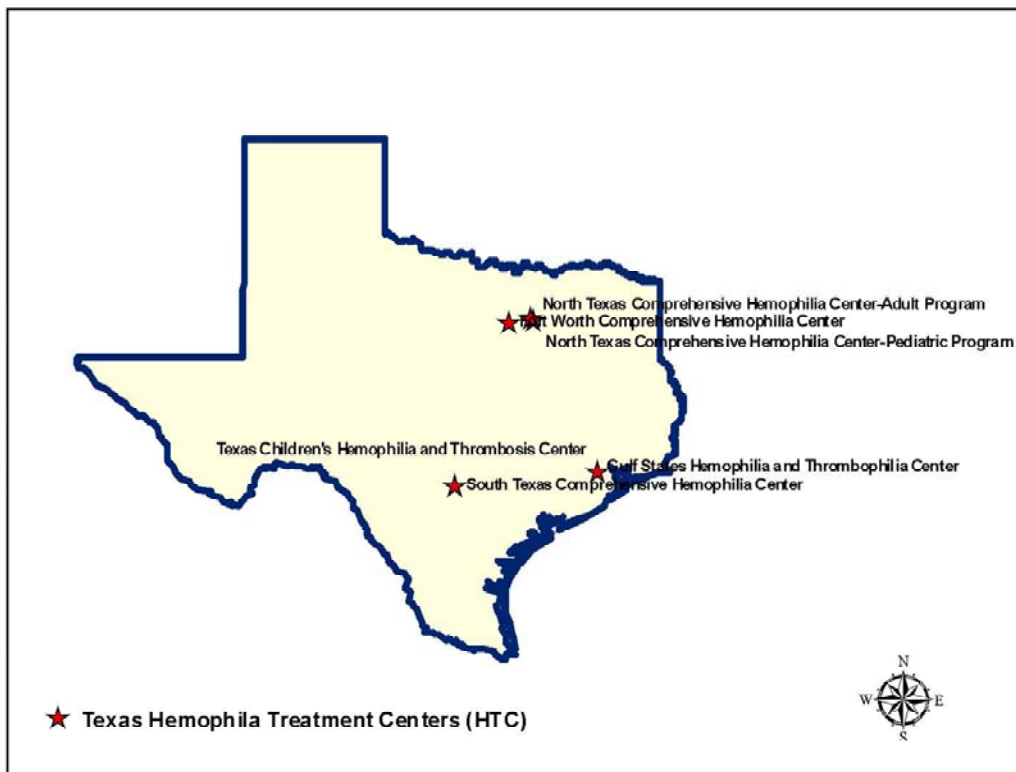 North Texas Comprehensive Hemophilia Center-Adult Program
Fort Worth Comprehensive Hemophilia Center
North Texas Comprehensive Hemophilia Center-Pediatric Program
Texas Children's Hemophilia and Thrombosis Center
Gulf States Hemophilia and Thrombophilia Center
South Texas Comprehensive Hemophilia Center
N
W E
S
Texas Hemophila Treatment Centers (HTC)